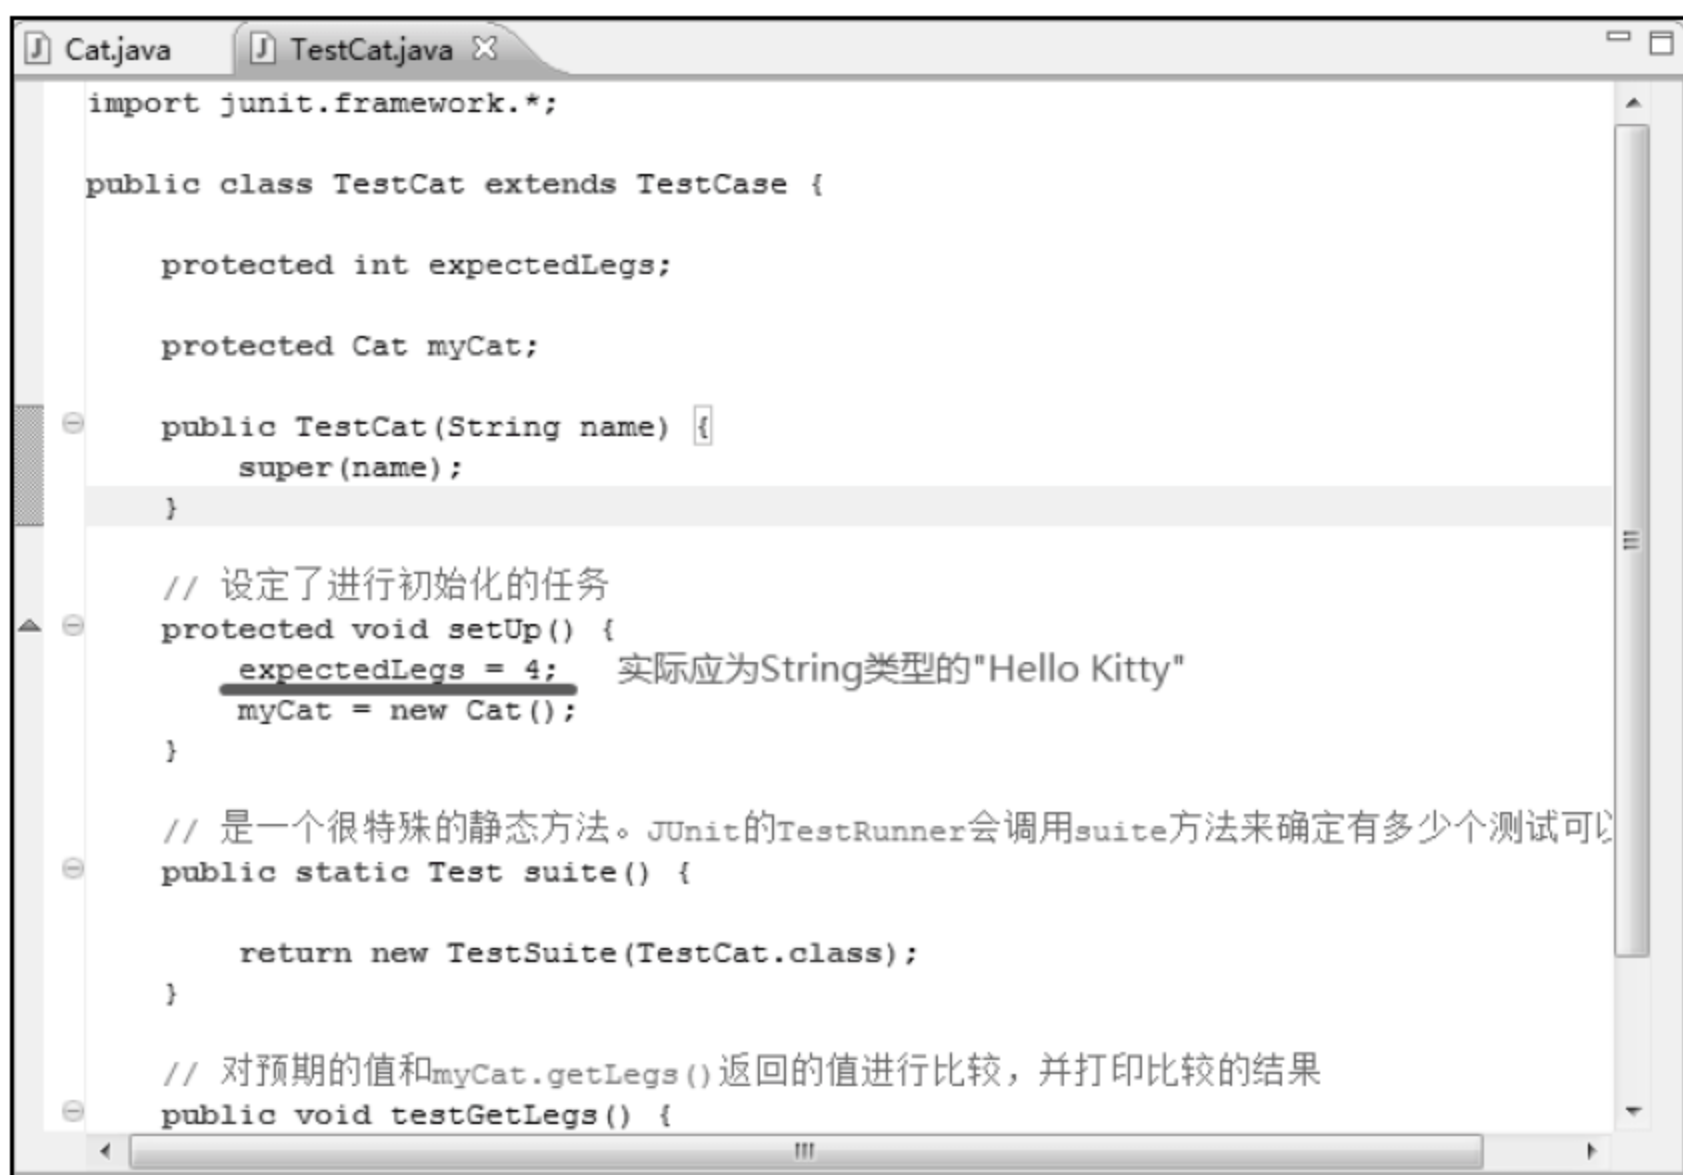 Cat.java TestCat.java
import junit.framework.*;
public class TestCat extends TestCase {
protected int expectedLegs;
protected Cat myCat;
public TestCat(String name) {
super(name);
}
// 设定了进行初始化的任务
protected void setUp() {
expectedLegs = 4; 实际应为String类型的"Hello Kitty"
myCat = new Cat();
}
// 是一个很特殊的静态方法。JUnit的TestRunner会调用suite方法来确定有多少个测试可以
public static Test suite() {
return new TestSuite(TestCat.class);
}
// 对预期的值和myCat.getLegs()返回的值进行比较，并打印比较的结果
public void testGetLegs() {